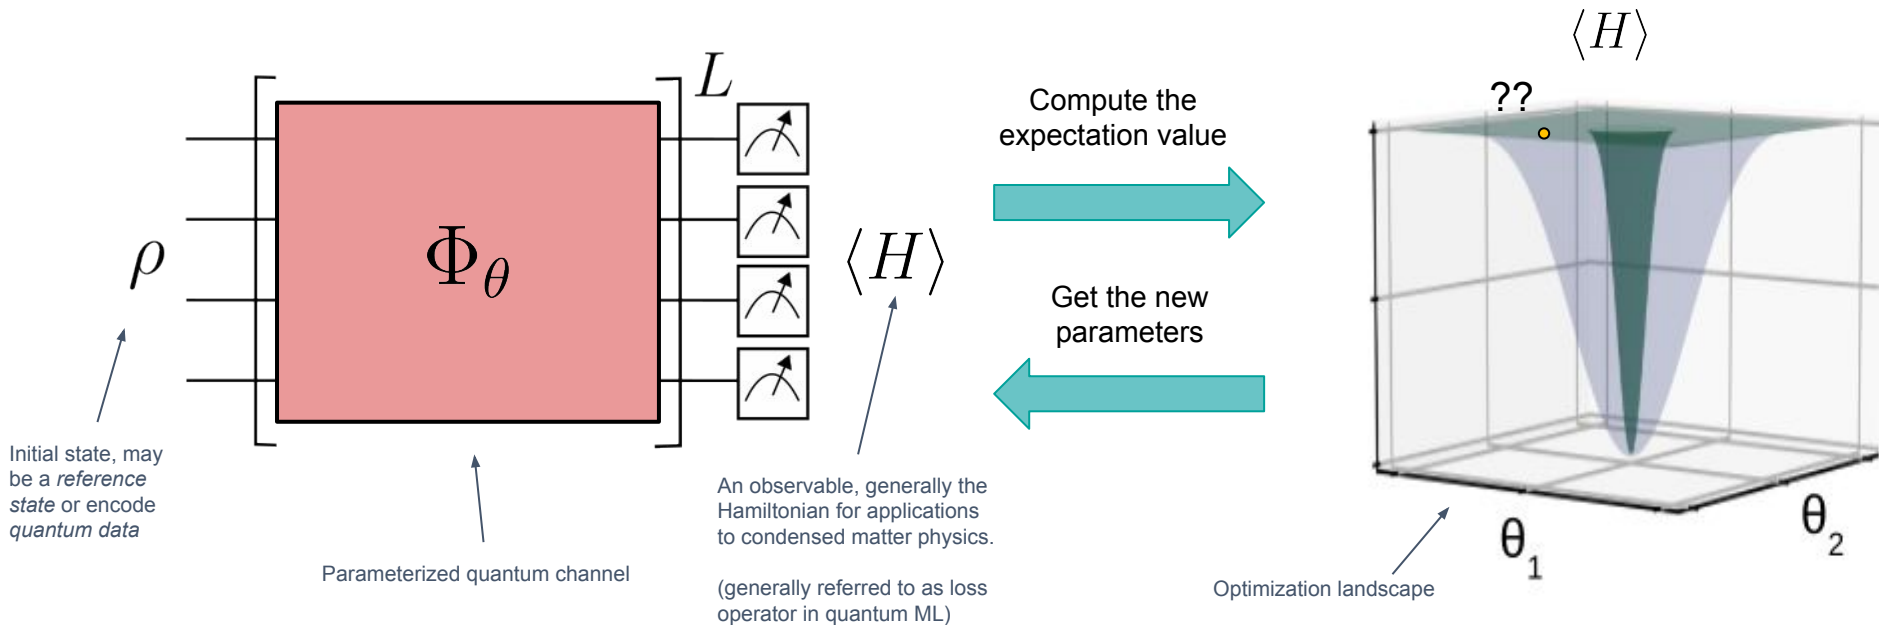 ρ
Φθ
L
⟨H⟩
Initial state, may
be a reference
state or encode
quantum data
Parameterized quantum channel
An observable, generally the
Hamiltonian for applications
to condensed matter physics.
(generally referred to as loss
operator in quantum ML)
Compute the
expectation value
Get the new
parameters
⟨H⟩
??
θ1
θ2
Optimization landscape